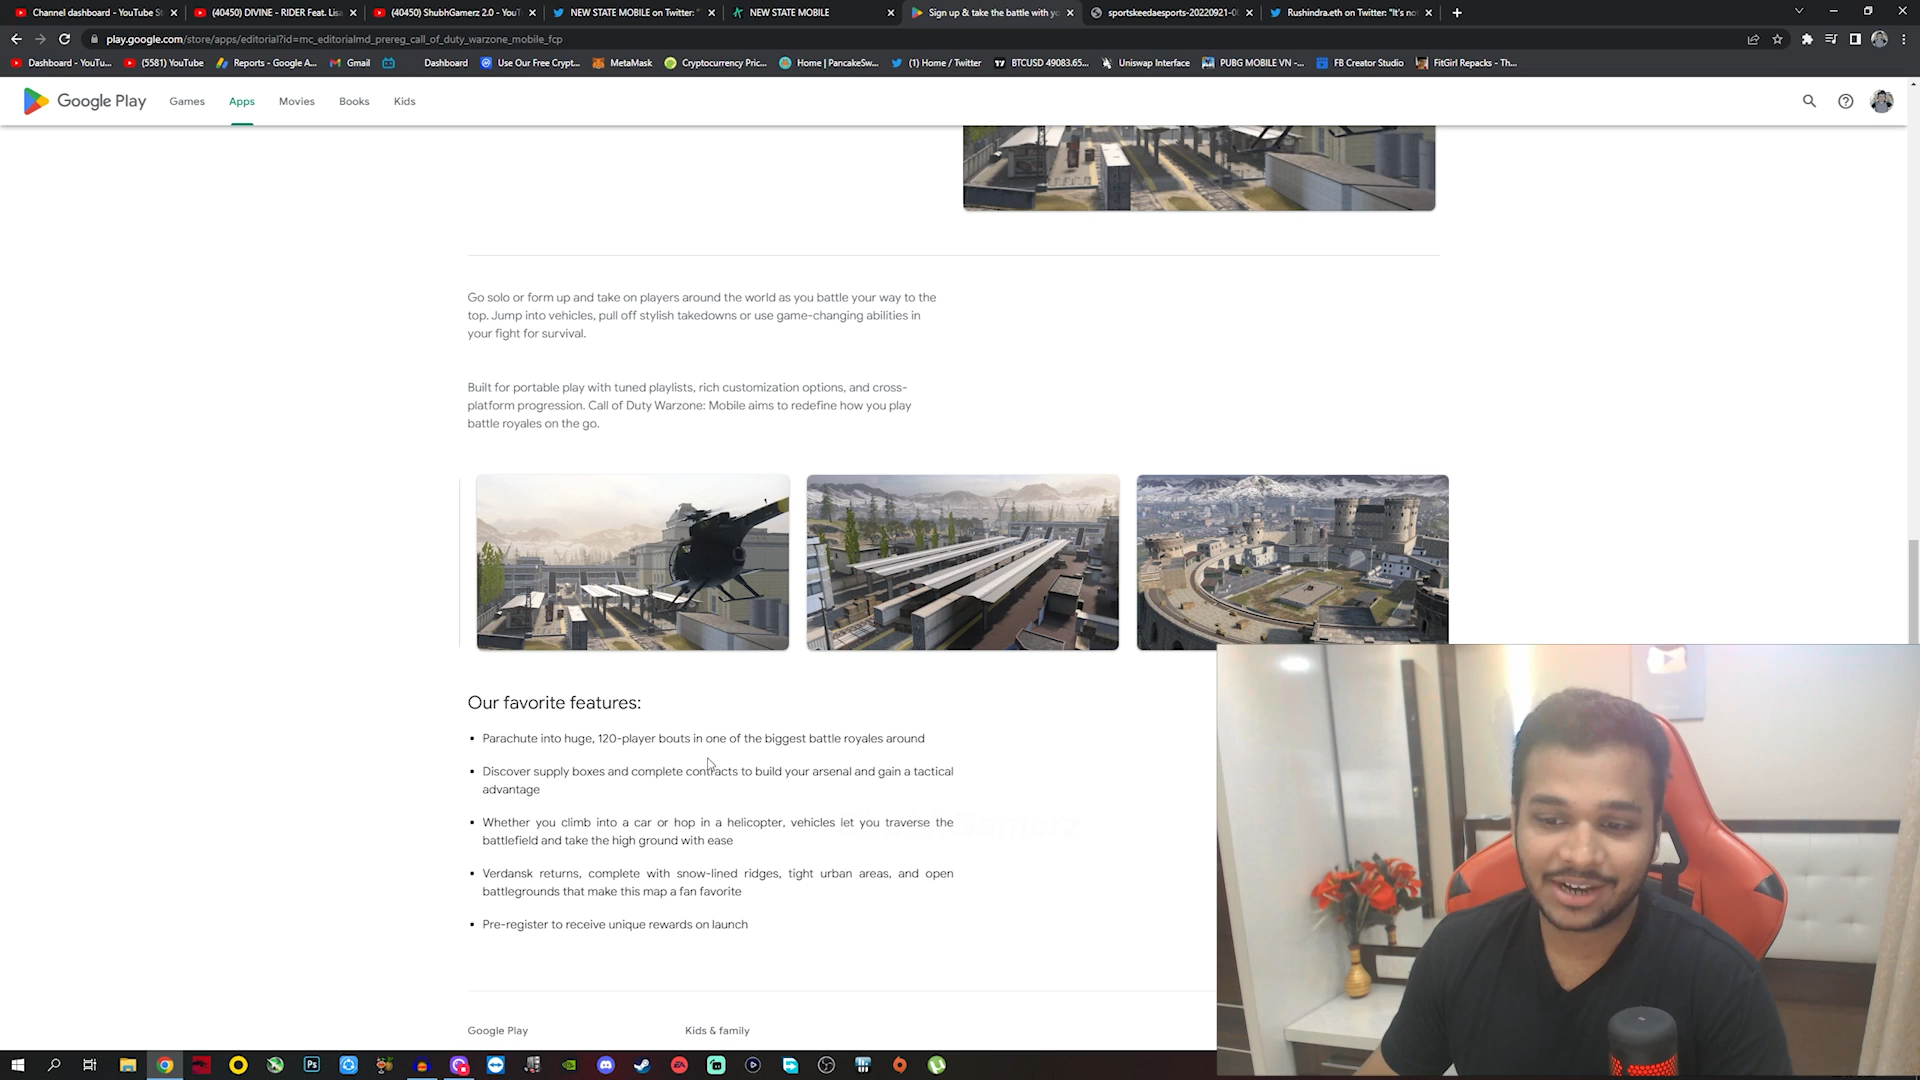 Channel dashboard - YouTube St
(40450) DIVINE - RIDER Feat. Lisa
(40450) ShubhGamerz 2.0 - YouT
NEW STATE MOBILE on Twitter: "
NEW STATE MOBILE
Sign up & take the battle with yo
sportskeedaesports-20220921-0
Rushindra.eth on Twitter: "It's no
play.google.com/store/apps/editorial?id=mc_editorialmd_prereg_call_of_duty_warzone_mobile_fcp
Dashboard - YouTu...
(5581) YouTube
Reports - Google A...
Gmail
Dashboard
Use Our Free Crypt...
MetaMask
Cryptocurrency Pric...
Home | PancakeSw...
(1) Home / Twitter
BTCUSD 49083.65...
Uniswap Interface
PUBG MOBILE VN -...
FB Creator Studio
FitGirl Repacks - Th...
Google Play
Games
Apps
Movies
Books
Kids
Go solo or form up and take on players around the world as you battle your way to the
top. Jump into vehicles, pull off stylish takedowns or use game-changing abilities in
your fight for survival.
Built for portable play with tuned playlists, rich customization options, and cross-
platform progression. Call of Duty Warzone: Mobile aims to redefine how you play
battle royales on the go.
Our favorite features:
▪ Parachute into huge, 120-player bouts in one of the biggest battle royales around
▪ Discover supply boxes and complete contracts to build your arsenal and gain a tactical
advantage
▪ Whether you climb into a car or hop in a helicopter, vehicles let you traverse the
battlefield and take the high ground with ease
▪ Verdansk returns, complete with snow-lined ridges, tight urban areas, and open
battlegrounds that make this map a fan favorite
▪ Pre-register to receive unique rewards on launch
Google Play
Kids & family
Ps
EA